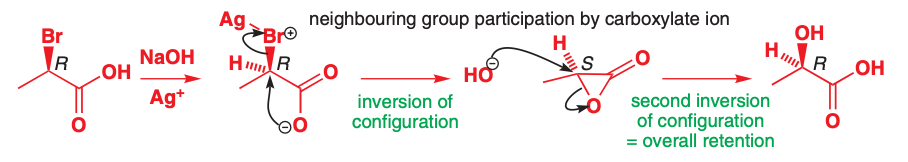 neighbouring group participation by carboxylate ion
Br
R
OH
O
NaOH
Ag+
Ag
Br⊕
H
R
O
⊖O
inversion of
configuration
HO⊖
H
S
O
O
second inversion
of configuration
= overall retention
OH
H
R
OH
O